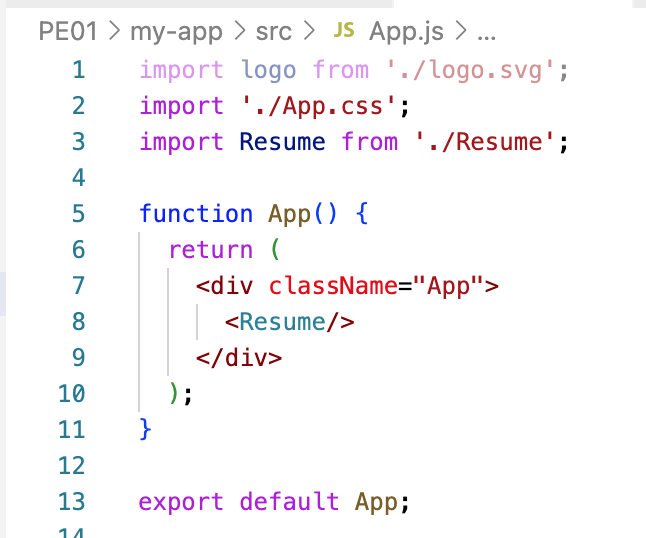 PE01 > my-app > src > JS App.js > ...
1 import logo from './logo.svg';
2 import './App.css';
3 import Resume from './Resume';
4
5 function App() {
6 return (
7 <div className="App">
8 <Resume/>
9 </div>
10 );
11 }
12
13 export default App;
14